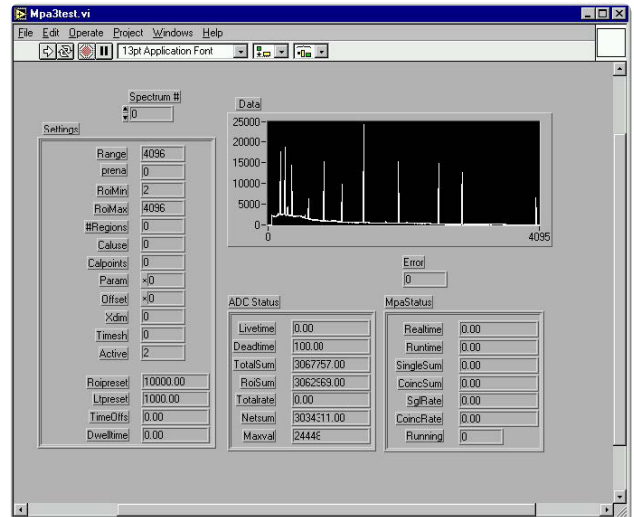 Mpa3test.vi
File Edit Operate Project Windows Help
13pt Application Font
Spectrum #
0
Settings
Range 4096
prena 0
RoiMin 2
RoiMax 4096
#Regions 0
Caluse 0
Calpoints 0
Param ×0
Offset ×0
Xdim 0
Timesh 0
Active 2
Roipreset 10000.00
Ltpreset 1000.00
TimeOffs 0.00
Dwelltime 0.00
Data
25000
20000
15000
10000
5000
0
0 4095
Error
0
ADC Status
Livetime 0.00
Deadtime 100.00
TotalSum 3067757.00
RoiSum 3062969.00
Totalrate 0.00
Netsum 3034311.00
Maxval 24448
MpaStatus
Realtime 0.00
Runtime 0.00
SingleSum 0.00
CoincSum 0.00
SglRate 0.00
CoincRate 0.00
Running 0